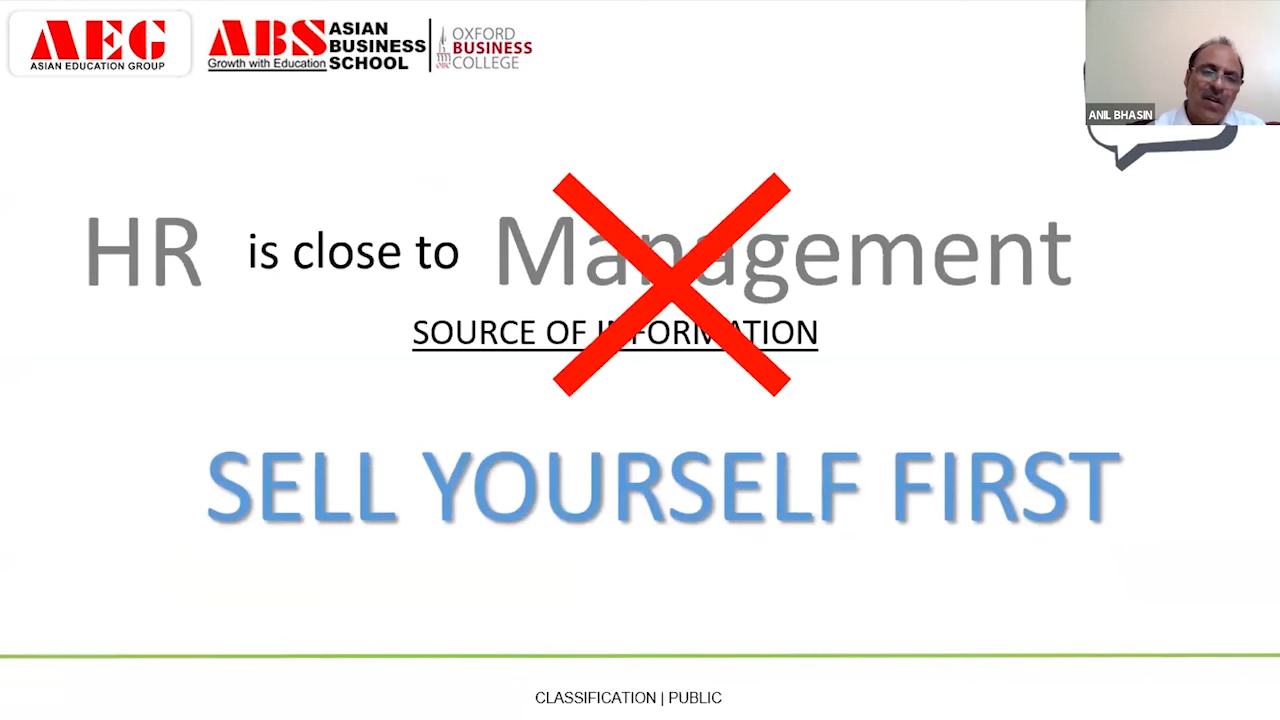 AEG
ASIAN EDUCATION GROUP
ABS
Growth with Education
ASIAN
BUSINESS
SCHOOL
OXFORD
BUSINESS
COLLEGE
ANIL BHASIN
HR is close to Management
SOURCE OF INFORMATION
SELL YOURSELF FIRST
CLASSIFICATION | PUBLIC